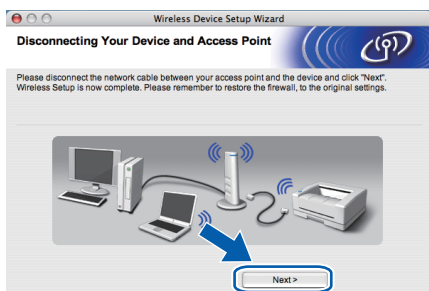 Wireless Device Setup Wizard
Disconnecting Your Device and Access Point
Please disconnect the network cable between your access point and the device and click "Next".
Wireless Setup is now complete. Please remember to restore the firewall, to the original settings.
Next >